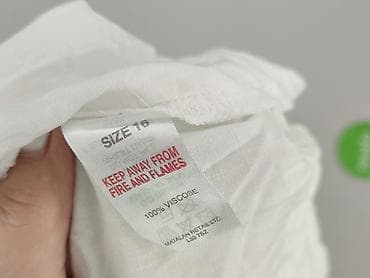 SIZE 16
KEEP AWAY FROM
FIRE AND FLAMES
100% VISCOSE
MATALAN RETAIL LTD.